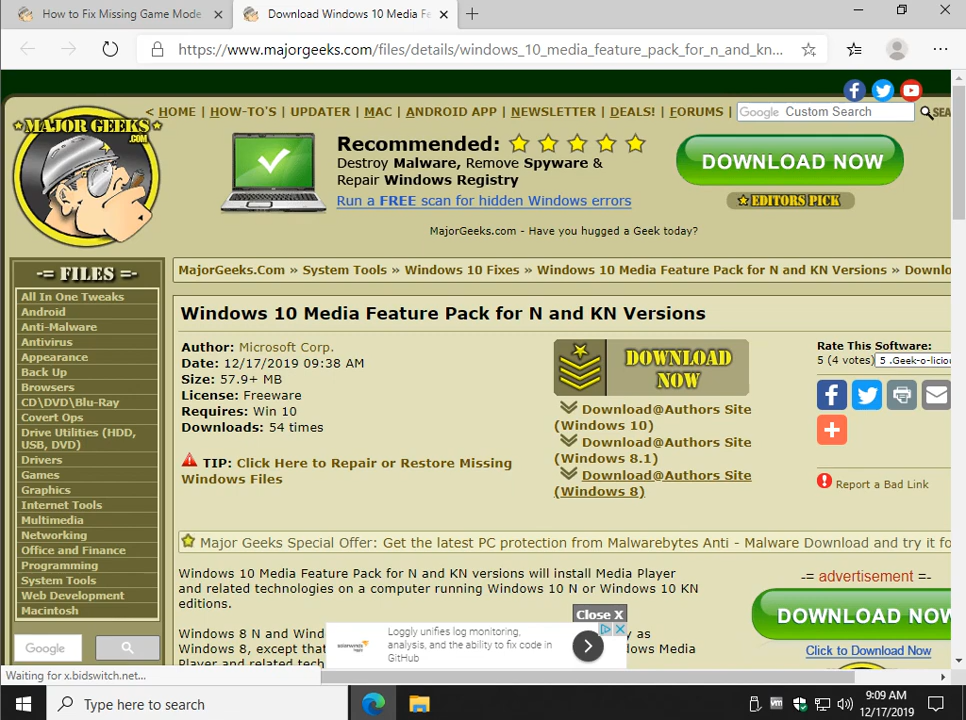 How to Fix Missing Game Mode
Download Windows 10 Media Fe
https://www.majorgeeks.com/files/details/windows_10_media_feature_pack_for_n_and_kn...
MAJOR GEEKS
.COM
< HOME | HOW-TO'S | UPDATER | MAC | ANDROID APP | NEWSLETTER | DEALS! | FORUMS |
Google Custom Search
SEA
Recommended:
Destroy Malware, Remove Spyware &
Repair Windows Registry
Run a FREE scan for hidden Windows errors
DOWNLOAD NOW
EDITORS PICK
MajorGeeks.com - Have you hugged a Geek today?
-= FILES =-
All In One Tweaks
Android
Anti-Malware
Antivirus
Appearance
Back Up
Browsers
CD\DVD\Blu-Ray
Covert Ops
Drive Utilities (HDD,
USB, DVD)
Drivers
Games
Graphics
Internet Tools
Multimedia
Networking
Office and Finance
Programming
System Tools
Web Development
Macintosh
Google
MajorGeeks.Com » System Tools » Windows 10 Fixes » Windows 10 Media Feature Pack for N and KN Versions » Downlo
Windows 10 Media Feature Pack for N and KN Versions
Author: Microsoft Corp.
Date: 12/17/2019 09:38 AM
Size: 57.9+ MB
License: Freeware
Requires: Win 10
Downloads: 54 times
TIP: Click Here to Repair or Restore Missing
Windows Files
DOWNLOAD
NOW
Download@Authors Site
(Windows 10)
Download@Authors Site
(Windows 8.1)
Download@Authors Site
(Windows 8)
Rate This Software:
5 (4 votes) 5 .Geek-o-licio
Report a Bad Link
Major Geeks Special Offer: Get the latest PC protection from Malwarebytes Anti - Malware Download and try it fo
Windows 10 Media Feature Pack for N and KN versions will install Media Player
and related technologies on a computer running Windows 10 N or Windows 10 KN
editions.
Windows 8 N and Wind
y as
Windows 8, except that
ows Media
Player and related tech
-= advertisement =-
DOWNLOAD NOW
Click to Download Now
Close X
Loggly unifies log monitoring,
analysis, and the ability to fix code in
GitHub
solarwinds
Waiting for x.bidswitch.net...
Type here to search
vm
9:09 AM
12/17/2019